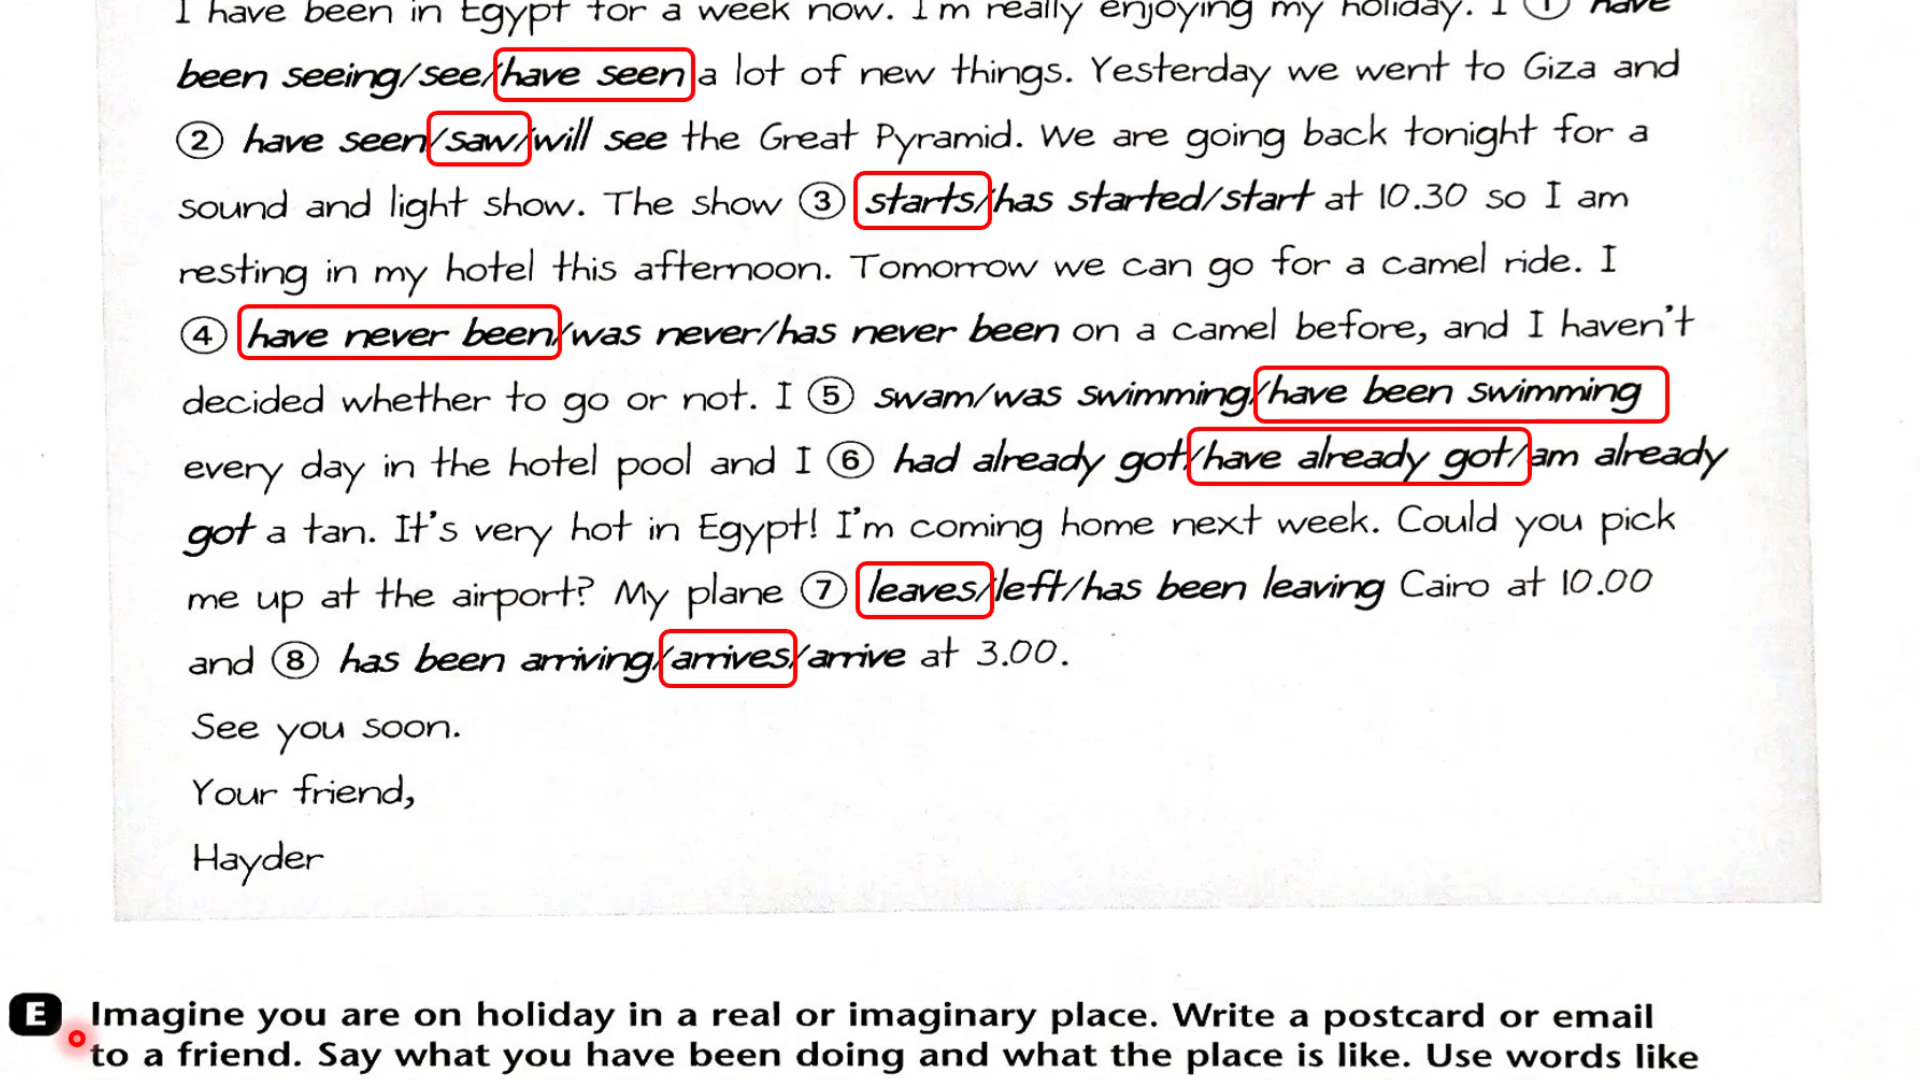 I have been in Egypt for a week now. I'm really enjoying my holiday. I ① have
been seeing/see/have seen a lot of new things. Yesterday we went to Giza and
② have seen/saw/will see the Great Pyramid. We are going back tonight for a
sound and light show. The show ③ starts/has started/start at 10.30 so I am
resting in my hotel this afternoon. Tomorrow we can go for a camel ride. I
④ have never been/was never/has never been on a camel before, and I haven't
decided whether to go or not. I ⑤ swam/was swimming/have been swimming
every day in the hotel pool and I ⑥ had already got/have already got/am already
got a tan. It's very hot in Egypt! I'm coming home next week. Could you pick
me up at the airport? My plane ⑦ leaves/left/has been leaving Cairo at 10.00
and ⑧ has been arriving/arrives/arrive at 3.00.
See you soon.
Your friend,
Hayder
E Imagine you are on holiday in a real or imaginary place. Write a postcard or email
to a friend. Say what you have been doing and what the place is like. Use words like